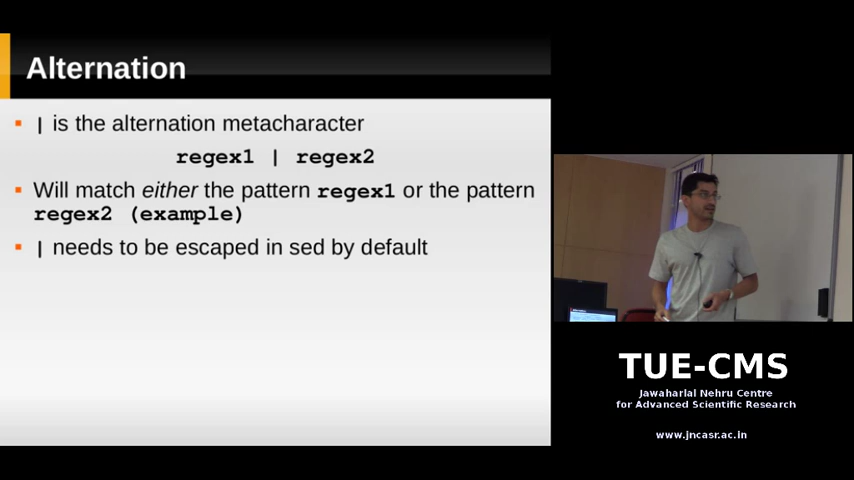 Alternation
| is the alternation metacharacter
regex1 | regex2
Will match either the pattern regex1 or the pattern
regex2 (example)
| needs to be escaped in sed by default
TUE-CMS
Jawaharlal Nehru Centre
for Advanced Scientific Research
www.jncasr.ac.in